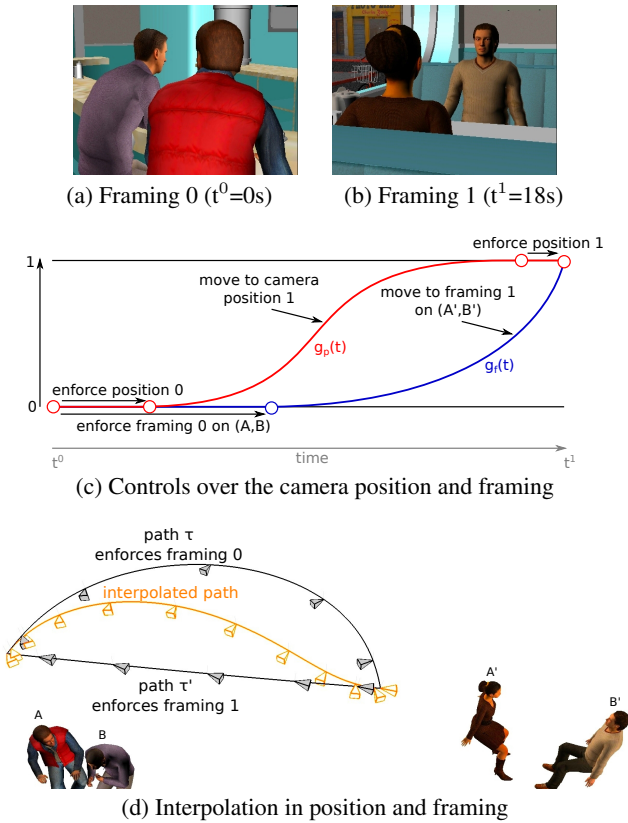 (a) Framing 0 (t⁰=0s)
(b) Framing 1 (t¹=18s)
enforce position 1
1
move to camera
position 1
move to framing 1
on (A',B')
gₚ(t)
g_f(t)
enforce position 0
0
enforce framing 0 on (A,B)
t⁰
time
t¹
(c) Controls over the camera position and framing
path τ
enforces framing 0
interpolated path
path τ'
enforces framing 1
A
B
A'
B'
(d) Interpolation in position and framing